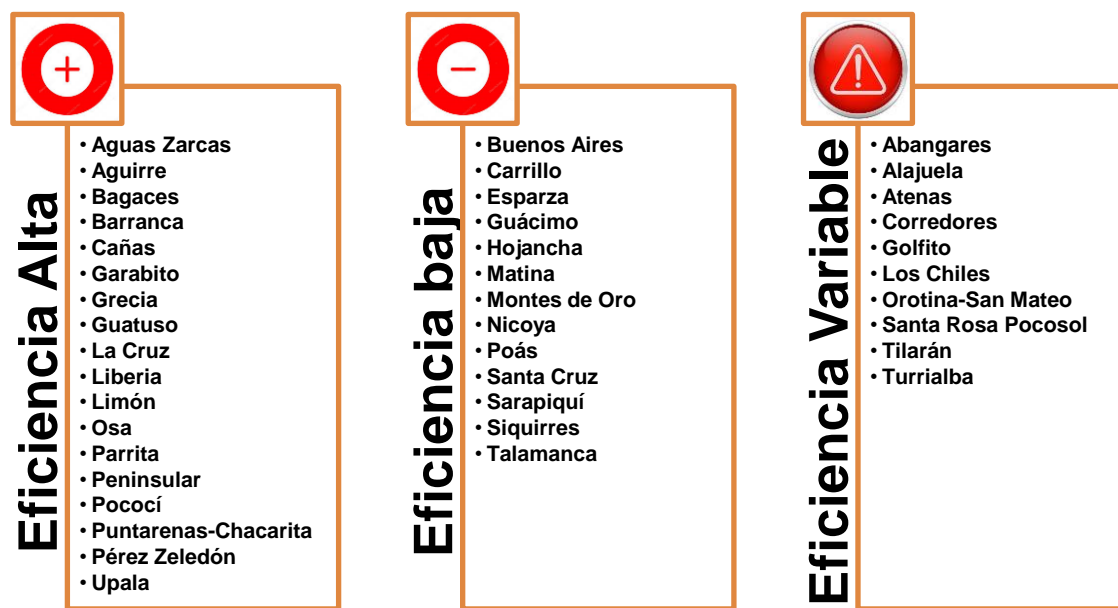 Eficiencia Alta
• Aguas Zarcas
• Aguirre
• Bagaces
• Barranca
• Cañas
• Garabito
• Grecia
• Guatuso
• La Cruz
• Liberia
• Limón
• Osa
• Parrita
• Peninsular
• Pococí
• Puntarenas-Chacarita
• Pérez Zeledón
• Upala
Eficiencia baja
• Buenos Aires
• Carrillo
• Esparza
• Guácimo
• Hojancha
• Matina
• Montes de Oro
• Nicoya
• Poás
• Santa Cruz
• Sarapiquí
• Siquirres
• Talamanca
Eficiencia Variable
• Abangares
• Alajuela
• Atenas
• Corredores
• Golfito
• Los Chiles
• Orotina-San Mateo
• Santa Rosa Pocosol
• Tilarán
• Turrialba